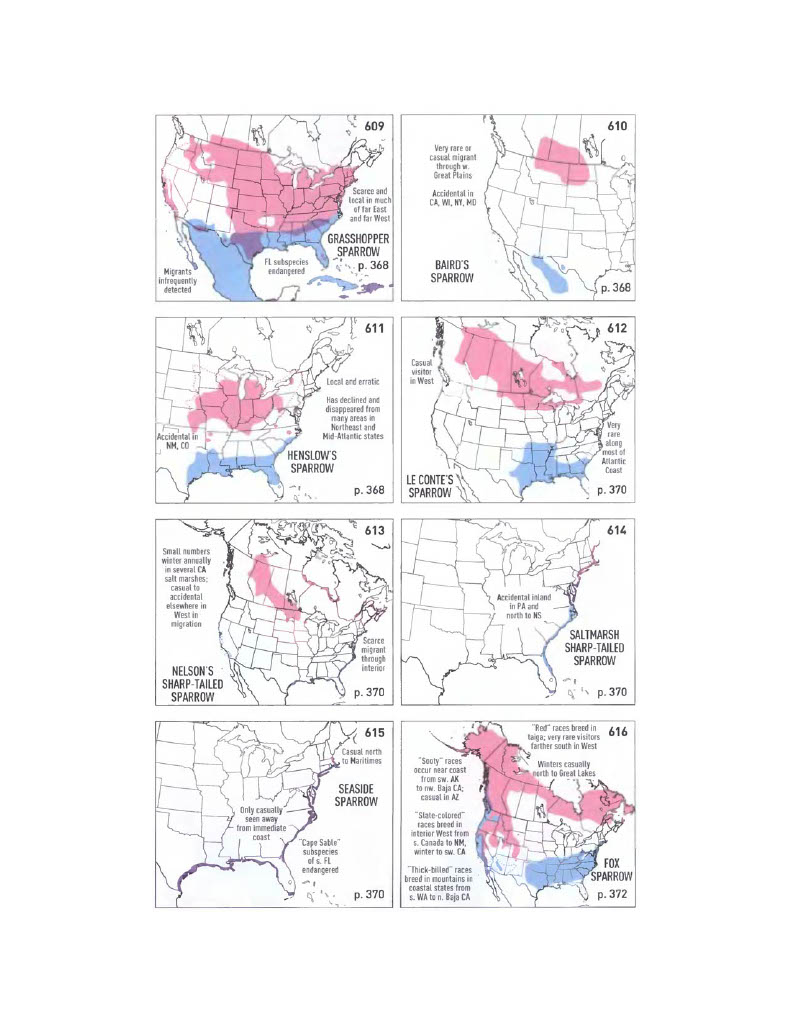 609
Scarce and
local in much
of far East
and far West
GRASSHOPPER
SPARROW
p. 368
FL subspecies
endangered
Migrants
infrequently
detected
610
Very rare or
casual migrant
through w.
Great Plains
Accidental in
CA, WI, NY, MD
BAIRD'S
SPARROW
p. 368
611
Local and erratic
Has declined and
disappeared from
many areas in
Northeast and
Mid-Atlantic states
Accidental in
NM, CO
HENSLOW'S
SPARROW
p. 368
612
Casual
visitor
in West
Very
rare
along
most of
Atlantic
Coast
LE CONTE'S
SPARROW
p. 370
613
Small numbers
winter annually
in several CA
salt marshes;
casual to
accidental
elsewhere in
West in
migration
Scarce
migrant
through
interior
NELSON'S
SHARP-TAILED
SPARROW
p. 370
614
Accidental inland
in PA and
north to NS
SALTMARSH
SHARP-TAILED
SPARROW
p. 370
615
Casual north
to Maritimes
SEASIDE
SPARROW
Only casually
seen away
from immediate
coast
"Cape Sable"
subspecies
of s. FL
endangered
p. 370
616
"Red" races breed in
taiga; very rare visitors
farther south in West
"Sooty" races
occur near coast
from sw. AK
to nw. Baja CA;
casual in AZ
Winters casually
north to Great Lakes
"Slate-colored"
races breed in
interior West from
s. Canada to NM,
winter to sw. CA
"Thick-billed" races
breed in mountains in
coastal states from
s. WA to n. Baja CA
FOX
SPARROW
p. 372